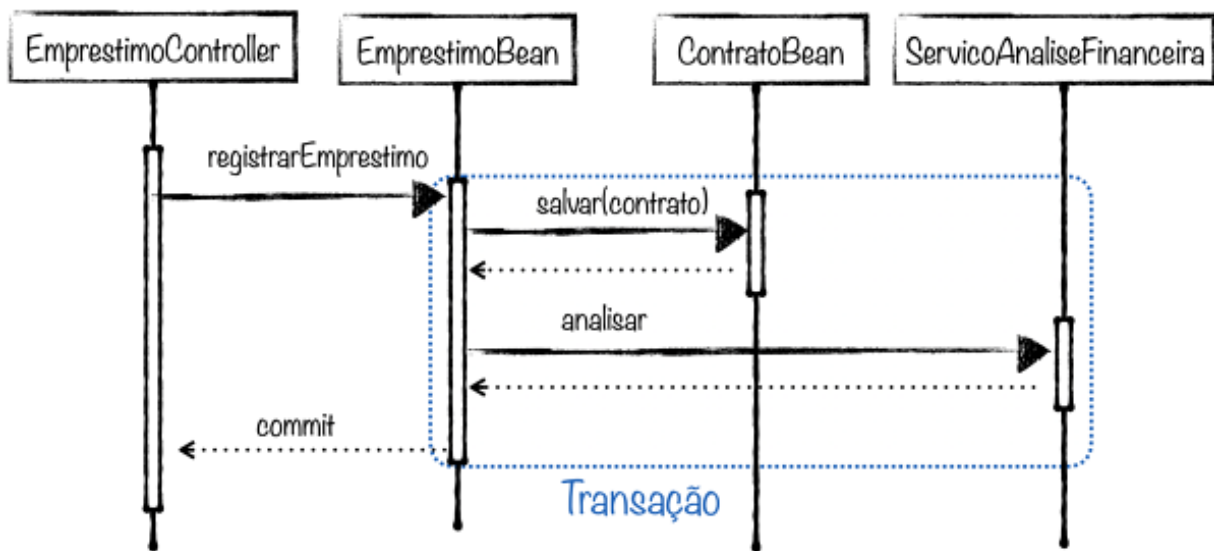 EmprestimoController
EmprestimoBean
ContratoBean
ServicoAnaliseFinanceira
registrarEmprestimo
salvar(contrato)
analisar
commit
Transação